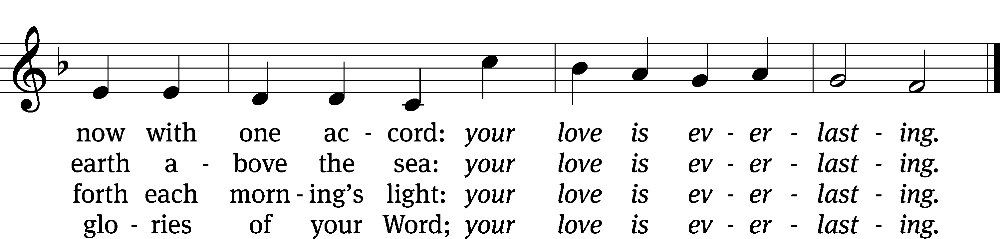 now with one ac - cord: your love is ev - er - last - ing.
earth a - bove the sea: your love is ev - er - last - ing.
forth each morn - ing’s light: your love is ev - er - last - ing.
glo - ries of your Word; your love is ev - er - last - ing.